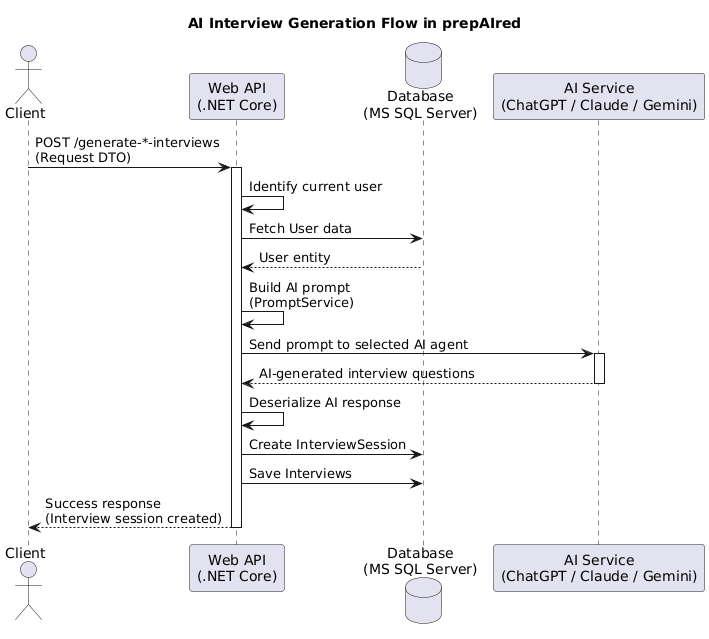 AI Interview Generation Flow in prepAIred
Client
Web API
(.NET Core)
Database
(MS SQL Server)
AI Service
(ChatGPT / Claude / Gemini)
POST /generate-*-interviews
(Request DTO)
Identify current user
Fetch User data
User entity
Build AI prompt
(PromptService)
Send prompt to selected AI agent
AI-generated interview questions
Deserialize AI response
Create InterviewSession
Save Interviews
Success response
(Interview session created)
Client
Web API
(.NET Core)
Database
(MS SQL Server)
AI Service
(ChatGPT / Claude / Gemini)